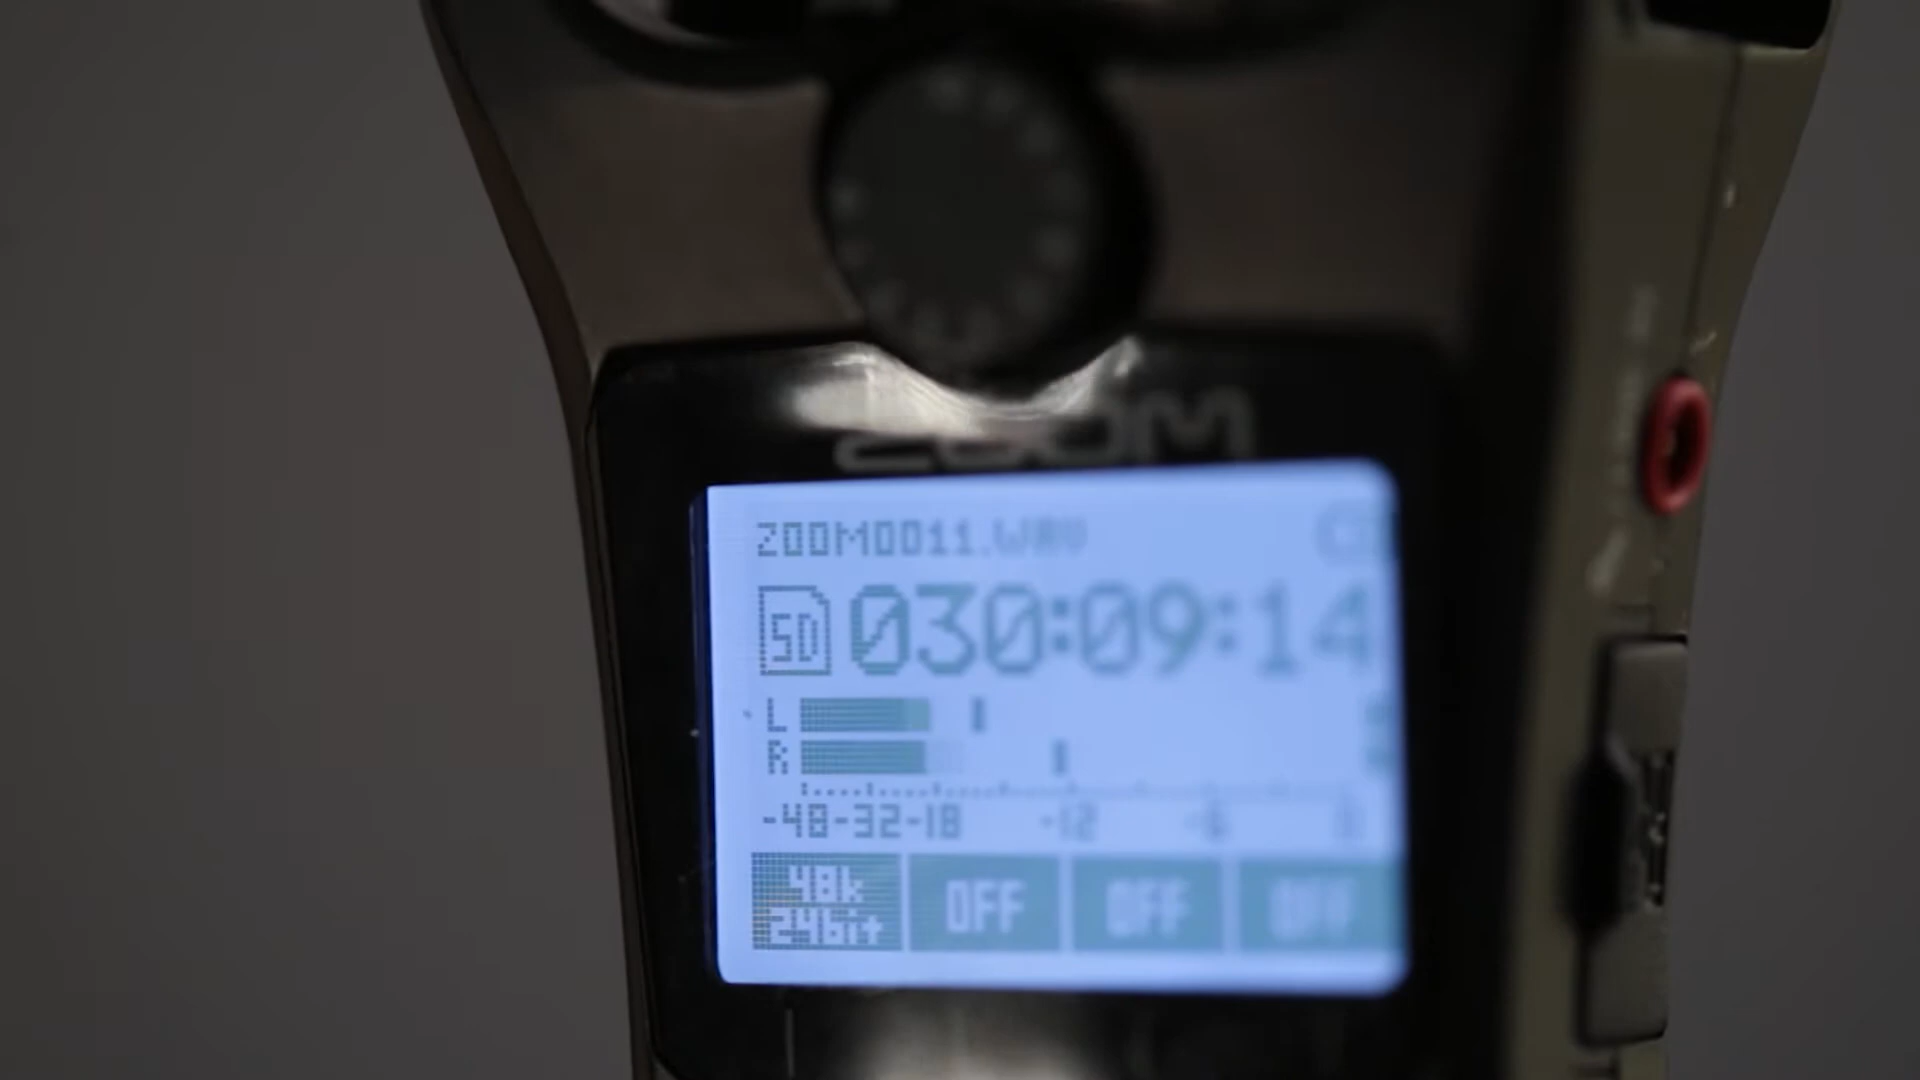 ZOOM
ZOOM0011.WAV
SD 030:09:14
L
R
-48-32-18 -12 -6 0
48k OFF OFF OFF
24bit